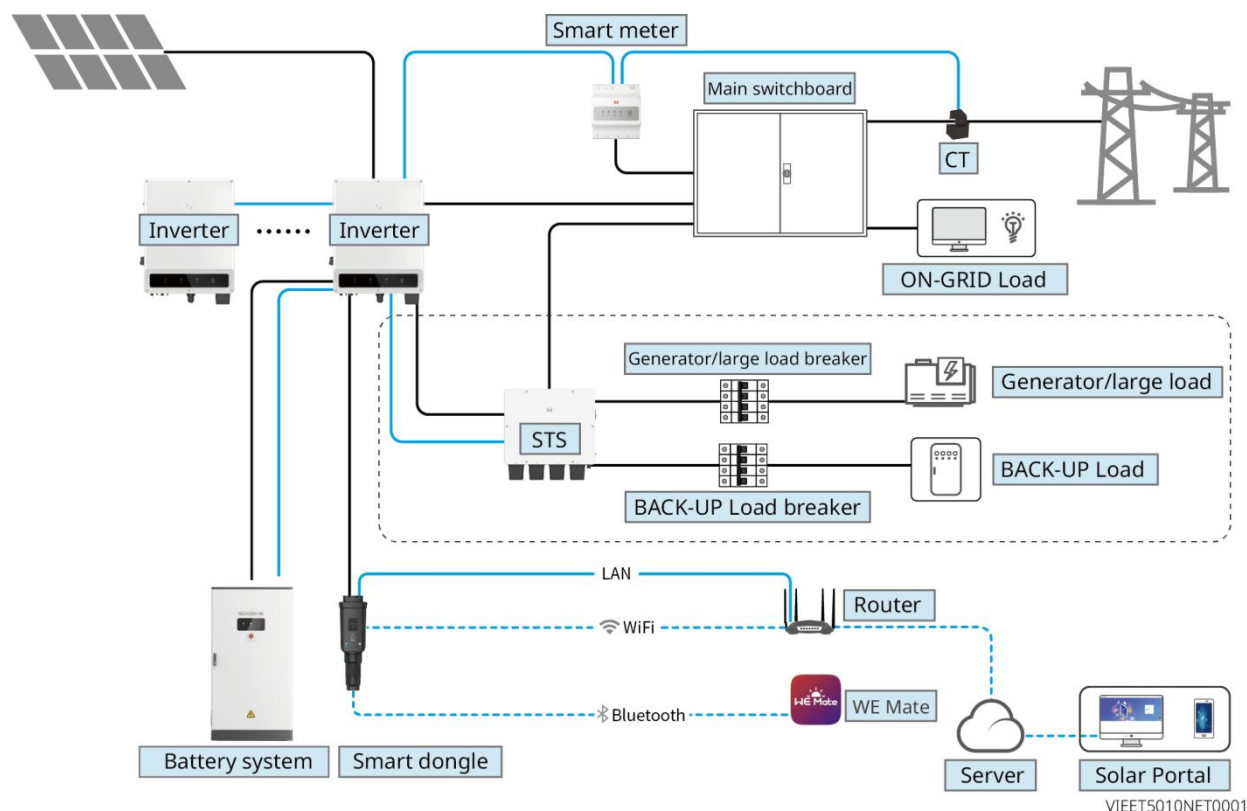 Smart meter
Main switchboard
CT
Inverter
......
Inverter
ON-GRID Load
Generator/large load breaker
Generator/large load
STS
BACK-UP Load
BACK-UP Load breaker
LAN
Router
WiFi
WE Mate
WE Mate
Bluetooth
Battery system
Smart dongle
Server
Solar Portal
VIEET5010NET0001